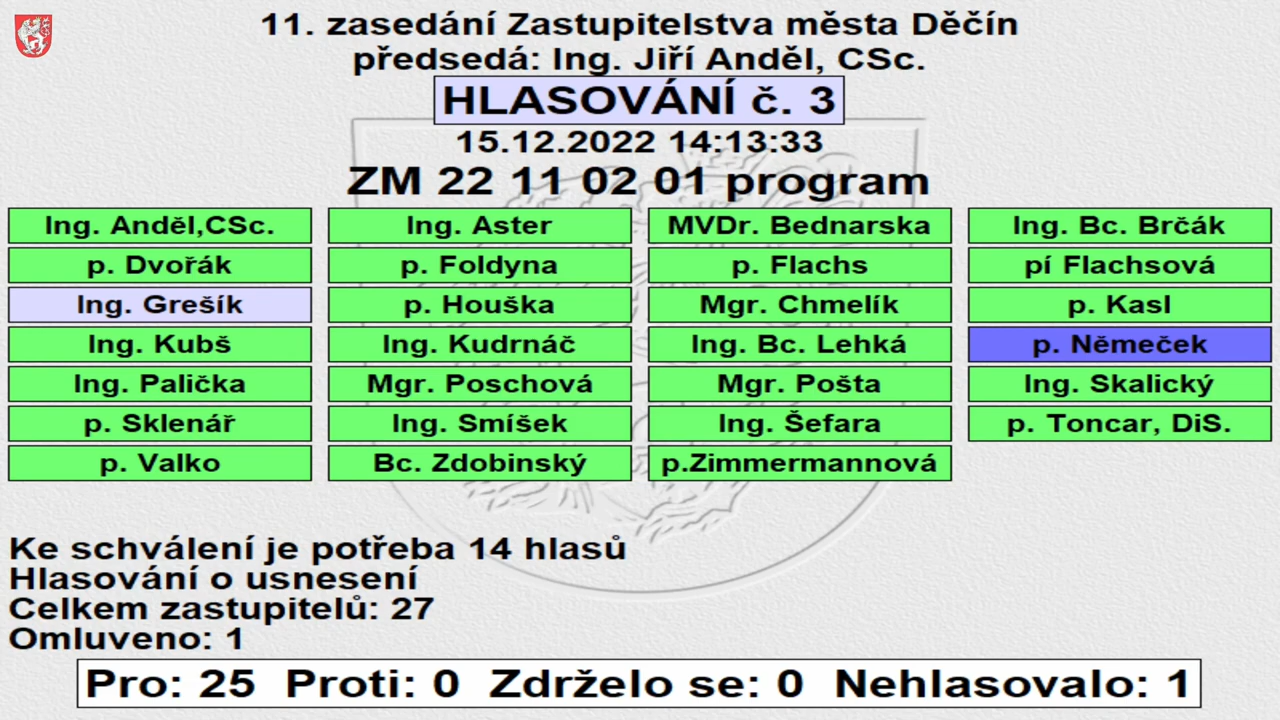 11. zasedání Zastupitelstva města Děčín
předsedá: Ing. Jiří Anděl, CSc.
HLASOVÁNÍ č. 3
15.12.2022 14:13:33
ZM 22 11 02 01 program
Ing. Anděl,CSc. Ing. Aster MVDr. Bednarska Ing. Bc. Brčák
p. Dvořák p. Foldyna p. Flachs pí Flachsová
Ing. Grešík p. Houška Mgr. Chmelík p. Kasl
Ing. Kubš Ing. Kudrnáč Ing. Bc. Lehká p. Němeček
Ing. Palička Mgr. Poschová Mgr. Pošta Ing. Skalický
p. Sklenář Ing. Smíšek Ing. Šefara p. Toncar, DiS.
p. Valko Bc. Zdobinský p.Zimmermannová
Ke schválení je potřeba 14 hlasů
Hlasování o usnesení
Celkem zastupitelů: 27
Omluveno: 1
Pro: 25 Proti: 0 Zdrželo se: 0 Nehlasovalo: 1